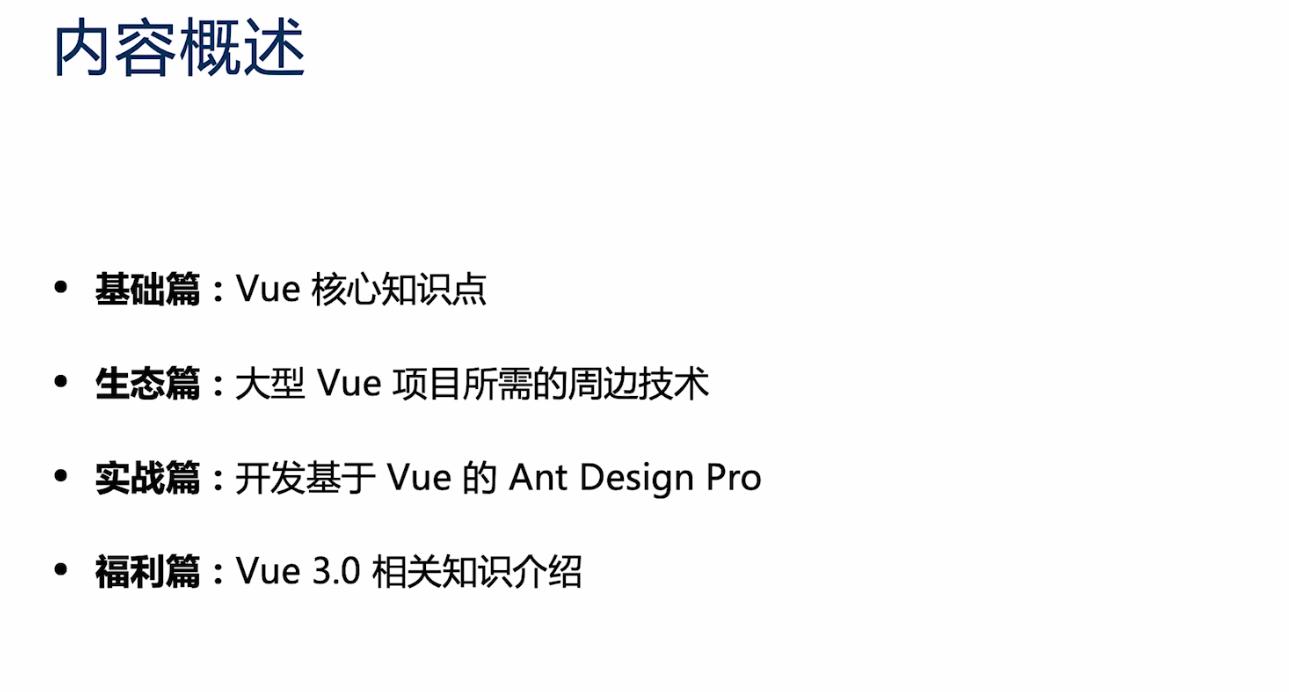 内容概述
• 基础篇：Vue 核心知识点
• 生态篇：大型 Vue 项目所需的周边技术
• 实战篇：开发基于 Vue 的 Ant Design Pro
• 福利篇：Vue 3.0 相关知识介绍